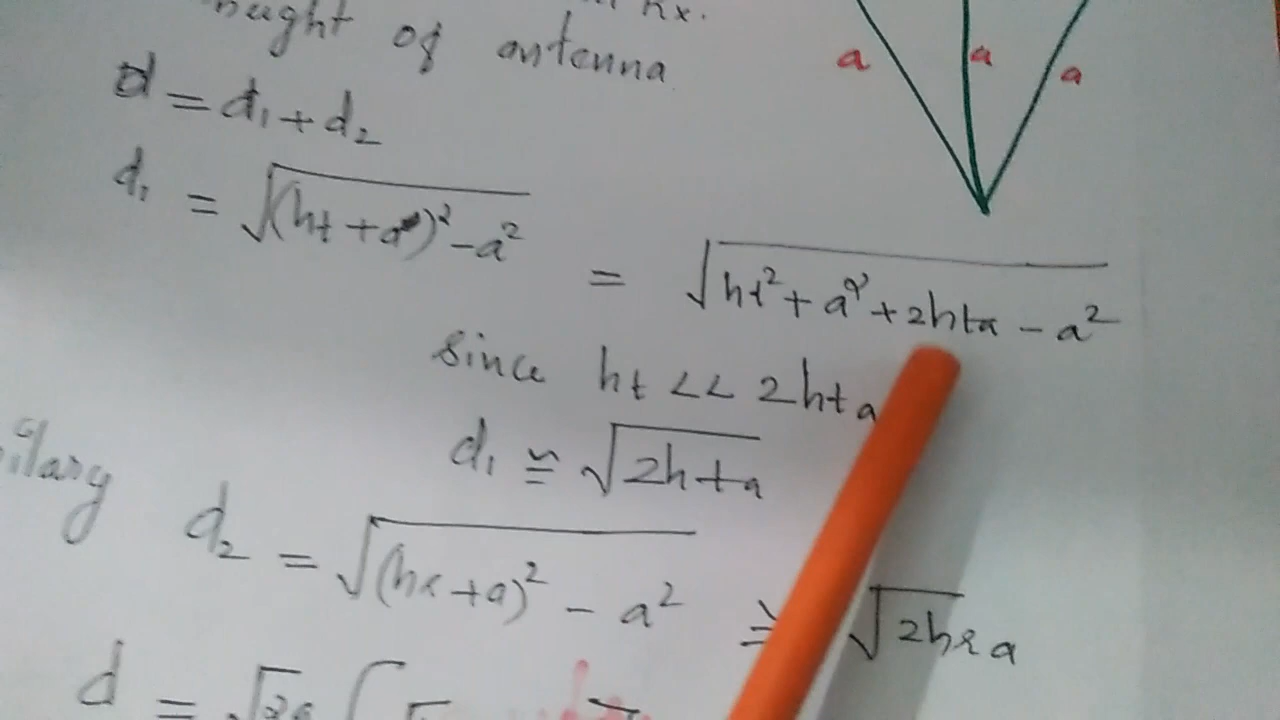 of antenna
a a a
d = d₁ + d₂
d₁ = √((ht + a)² - a²) = √(ht² + a² + 2hta - a²)
since ht << 2hta
d₁ ≅ √(2hta)
d₂ = √((hr + a)² - a²) ≅ √(2hra)
d =